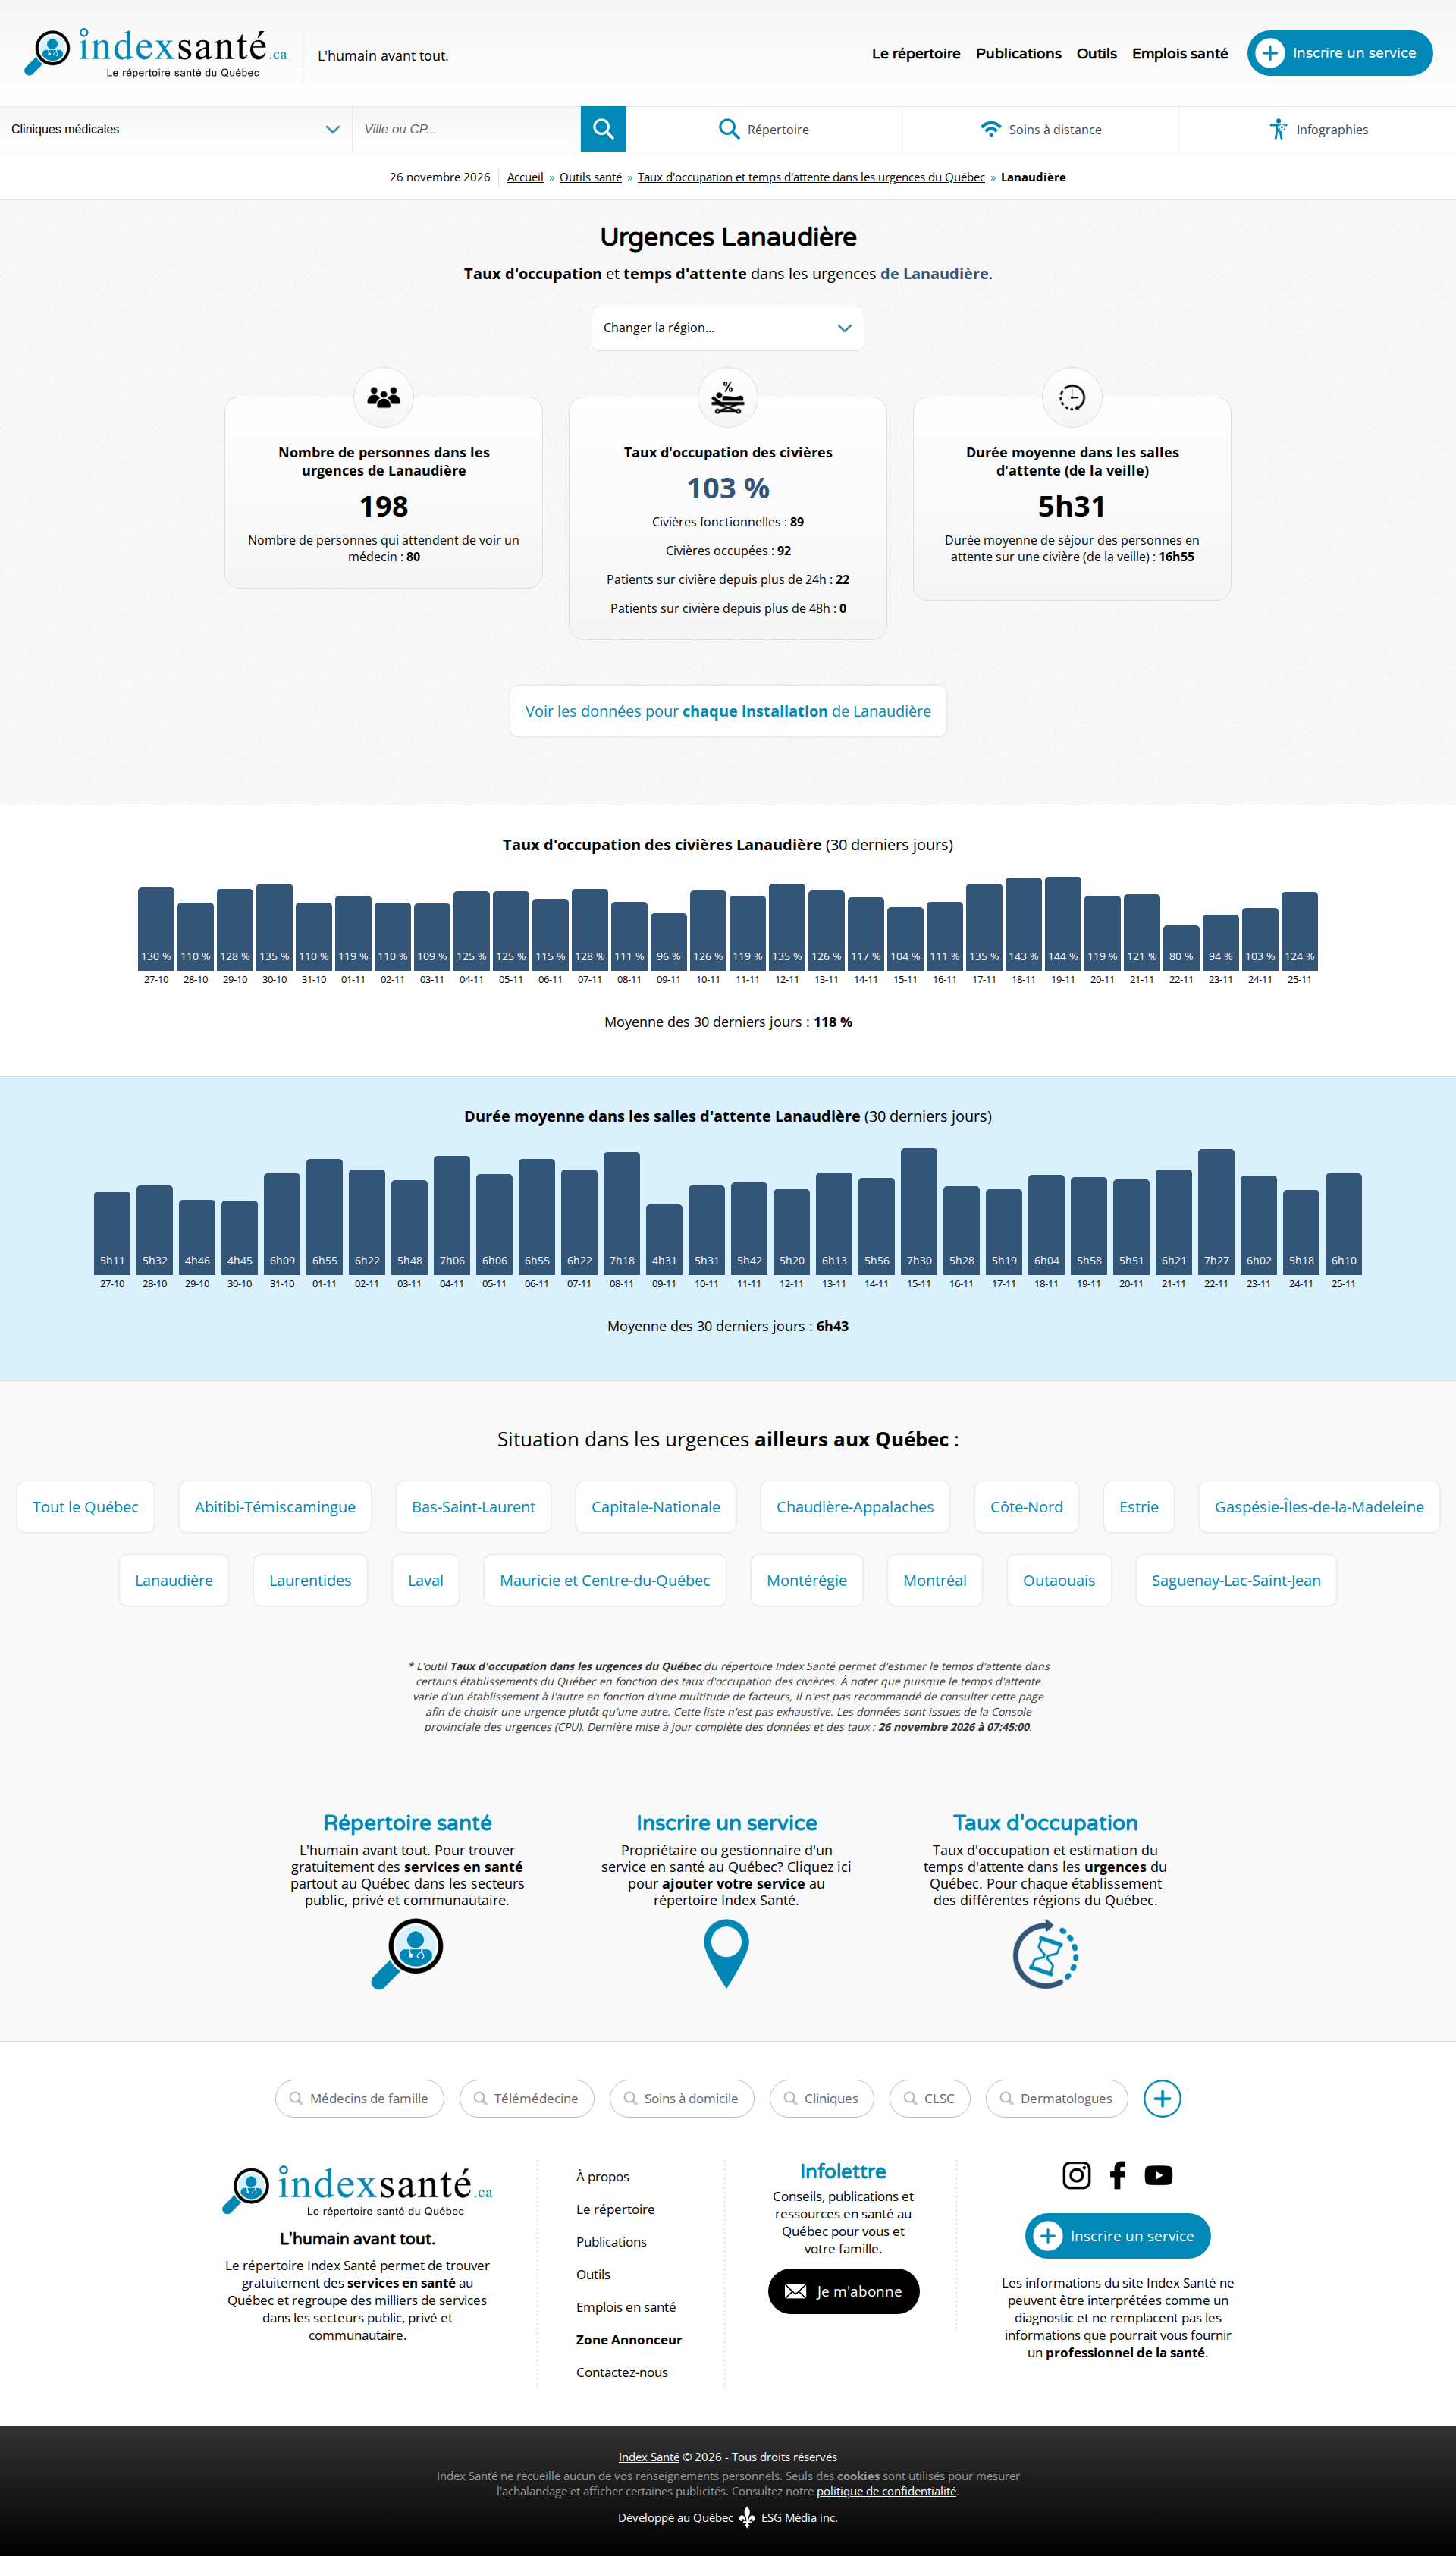 indexsanté.ca
Le répertoire santé du Québec
L'humain avant tout.
Le répertoire
Publications
Outils
Emplois santé
Inscrire un service
Cliniques médicales
Ville ou CP...
Répertoire
Soins à distance
Infographies
26 novembre 2026
Accueil » Outils santé » Taux d'occupation et temps d'attente dans les urgences du Québec » Lanaudière
Urgences Lanaudière
Taux d'occupation et temps d'attente dans les urgences de Lanaudière.
Changer la région...
Nombre de personnes dans les
urgences de Lanaudière
198
Nombre de personnes qui attendent de voir un
médecin : 80
%
Taux d'occupation des civières
103 %
Civières fonctionnelles : 89
Civières occupées : 92
Patients sur civière depuis plus de 24h : 22
Patients sur civière depuis plus de 48h : 0
Durée moyenne dans les salles
d'attente (de la veille)
5h31
Durée moyenne de séjour des personnes en
attente sur une civière (de la veille) : 16h55
Voir les données pour chaque installation de Lanaudière
Taux d'occupation des civières Lanaudière (30 derniers jours)
130 % 110 % 128 % 135 % 110 % 119 % 110 % 109 % 125 % 125 % 115 % 128 % 111 % 96 % 126 % 119 % 135 % 126 % 117 % 104 % 111 % 135 % 143 % 144 % 119 % 121 % 80 % 94 % 103 % 124 %
27-10 28-10 29-10 30-10 31-10 01-11 02-11 03-11 04-11 05-11 06-11 07-11 08-11 09-11 10-11 11-11 12-11 13-11 14-11 15-11 16-11 17-11 18-11 19-11 20-11 21-11 22-11 23-11 24-11 25-11
Moyenne des 30 derniers jours : 118 %
Durée moyenne dans les salles d'attente Lanaudière (30 derniers jours)
5h11 5h32 4h46 4h45 6h09 6h55 6h22 5h48 7h06 6h06 6h55 6h22 7h18 4h31 5h31 5h42 5h20 6h13 5h56 7h30 5h28 5h19 6h04 5h58 5h51 6h21 7h27 6h02 5h18 6h10
27-10 28-10 29-10 30-10 31-10 01-11 02-11 03-11 04-11 05-11 06-11 07-11 08-11 09-11 10-11 11-11 12-11 13-11 14-11 15-11 16-11 17-11 18-11 19-11 20-11 21-11 22-11 23-11 24-11 25-11
Moyenne des 30 derniers jours : 6h43
Situation dans les urgences ailleurs aux Québec :
Tout le Québec
Abitibi-Témiscamingue
Bas-Saint-Laurent
Capitale-Nationale
Chaudière-Appalaches
Côte-Nord
Estrie
Gaspésie-Îles-de-la-Madeleine
Lanaudière
Laurentides
Laval
Mauricie et Centre-du-Québec
Montérégie
Montréal
Outaouais
Saguenay-Lac-Saint-Jean
* L'outil Taux d'occupation dans les urgences du Québec du répertoire Index Santé permet d'estimer le temps d'attente dans
certains établissements du Québec en fonction des taux d'occupation des civières. À noter que puisque le temps d'attente
varie d'un établissement à l'autre en fonction d'une multitude de facteurs, il n'est pas recommandé de consulter cette page
afin de choisir une urgence plutôt qu'une autre. Cette liste n'est pas exhaustive. Les données sont issues de la Console
provinciale des urgences (CPU). Dernière mise à jour complète des données et des taux : 26 novembre 2026 à 07:45:00.
Répertoire santé
L'humain avant tout. Pour trouver
gratuitement des services en santé
partout au Québec dans les secteurs
public, privé et communautaire.
Inscrire un service
Propriétaire ou gestionnaire d'un
service en santé au Québec? Cliquez ici
pour ajouter votre service au
répertoire Index Santé.
Taux d'occupation
Taux d'occupation et estimation du
temps d'attente dans les urgences du
Québec. Pour chaque établissement
des différentes régions du Québec.
Médecins de famille
Télémédecine
Soins à domicile
Cliniques
CLSC
Dermatologues
indexsanté.ca
Le répertoire santé du Québec
L'humain avant tout.
Le répertoire Index Santé permet de trouver
gratuitement des services en santé au
Québec et regroupe des milliers de services
dans les secteurs public, privé et
communautaire.
À propos
Le répertoire
Publications
Outils
Emplois en santé
Zone Annonceur
Contactez-nous
Infolettre
Conseils, publications et
ressources en santé au
Québec pour vous et
votre famille.
Je m'abonne
Inscrire un service
Les informations du site Index Santé ne
peuvent être interprétées comme un
diagnostic et ne remplacent pas les
informations que pourrait vous fournir
un professionnel de la santé.
Index Santé © 2026 - Tous droits réservés
Index Santé ne recueille aucun de vos renseignements personnels. Seuls des cookies sont utilisés pour mesurer
l'achalandage et afficher certaines publicités. Consultez notre politique de confidentialité.
Développé au Québec ESG Média inc.